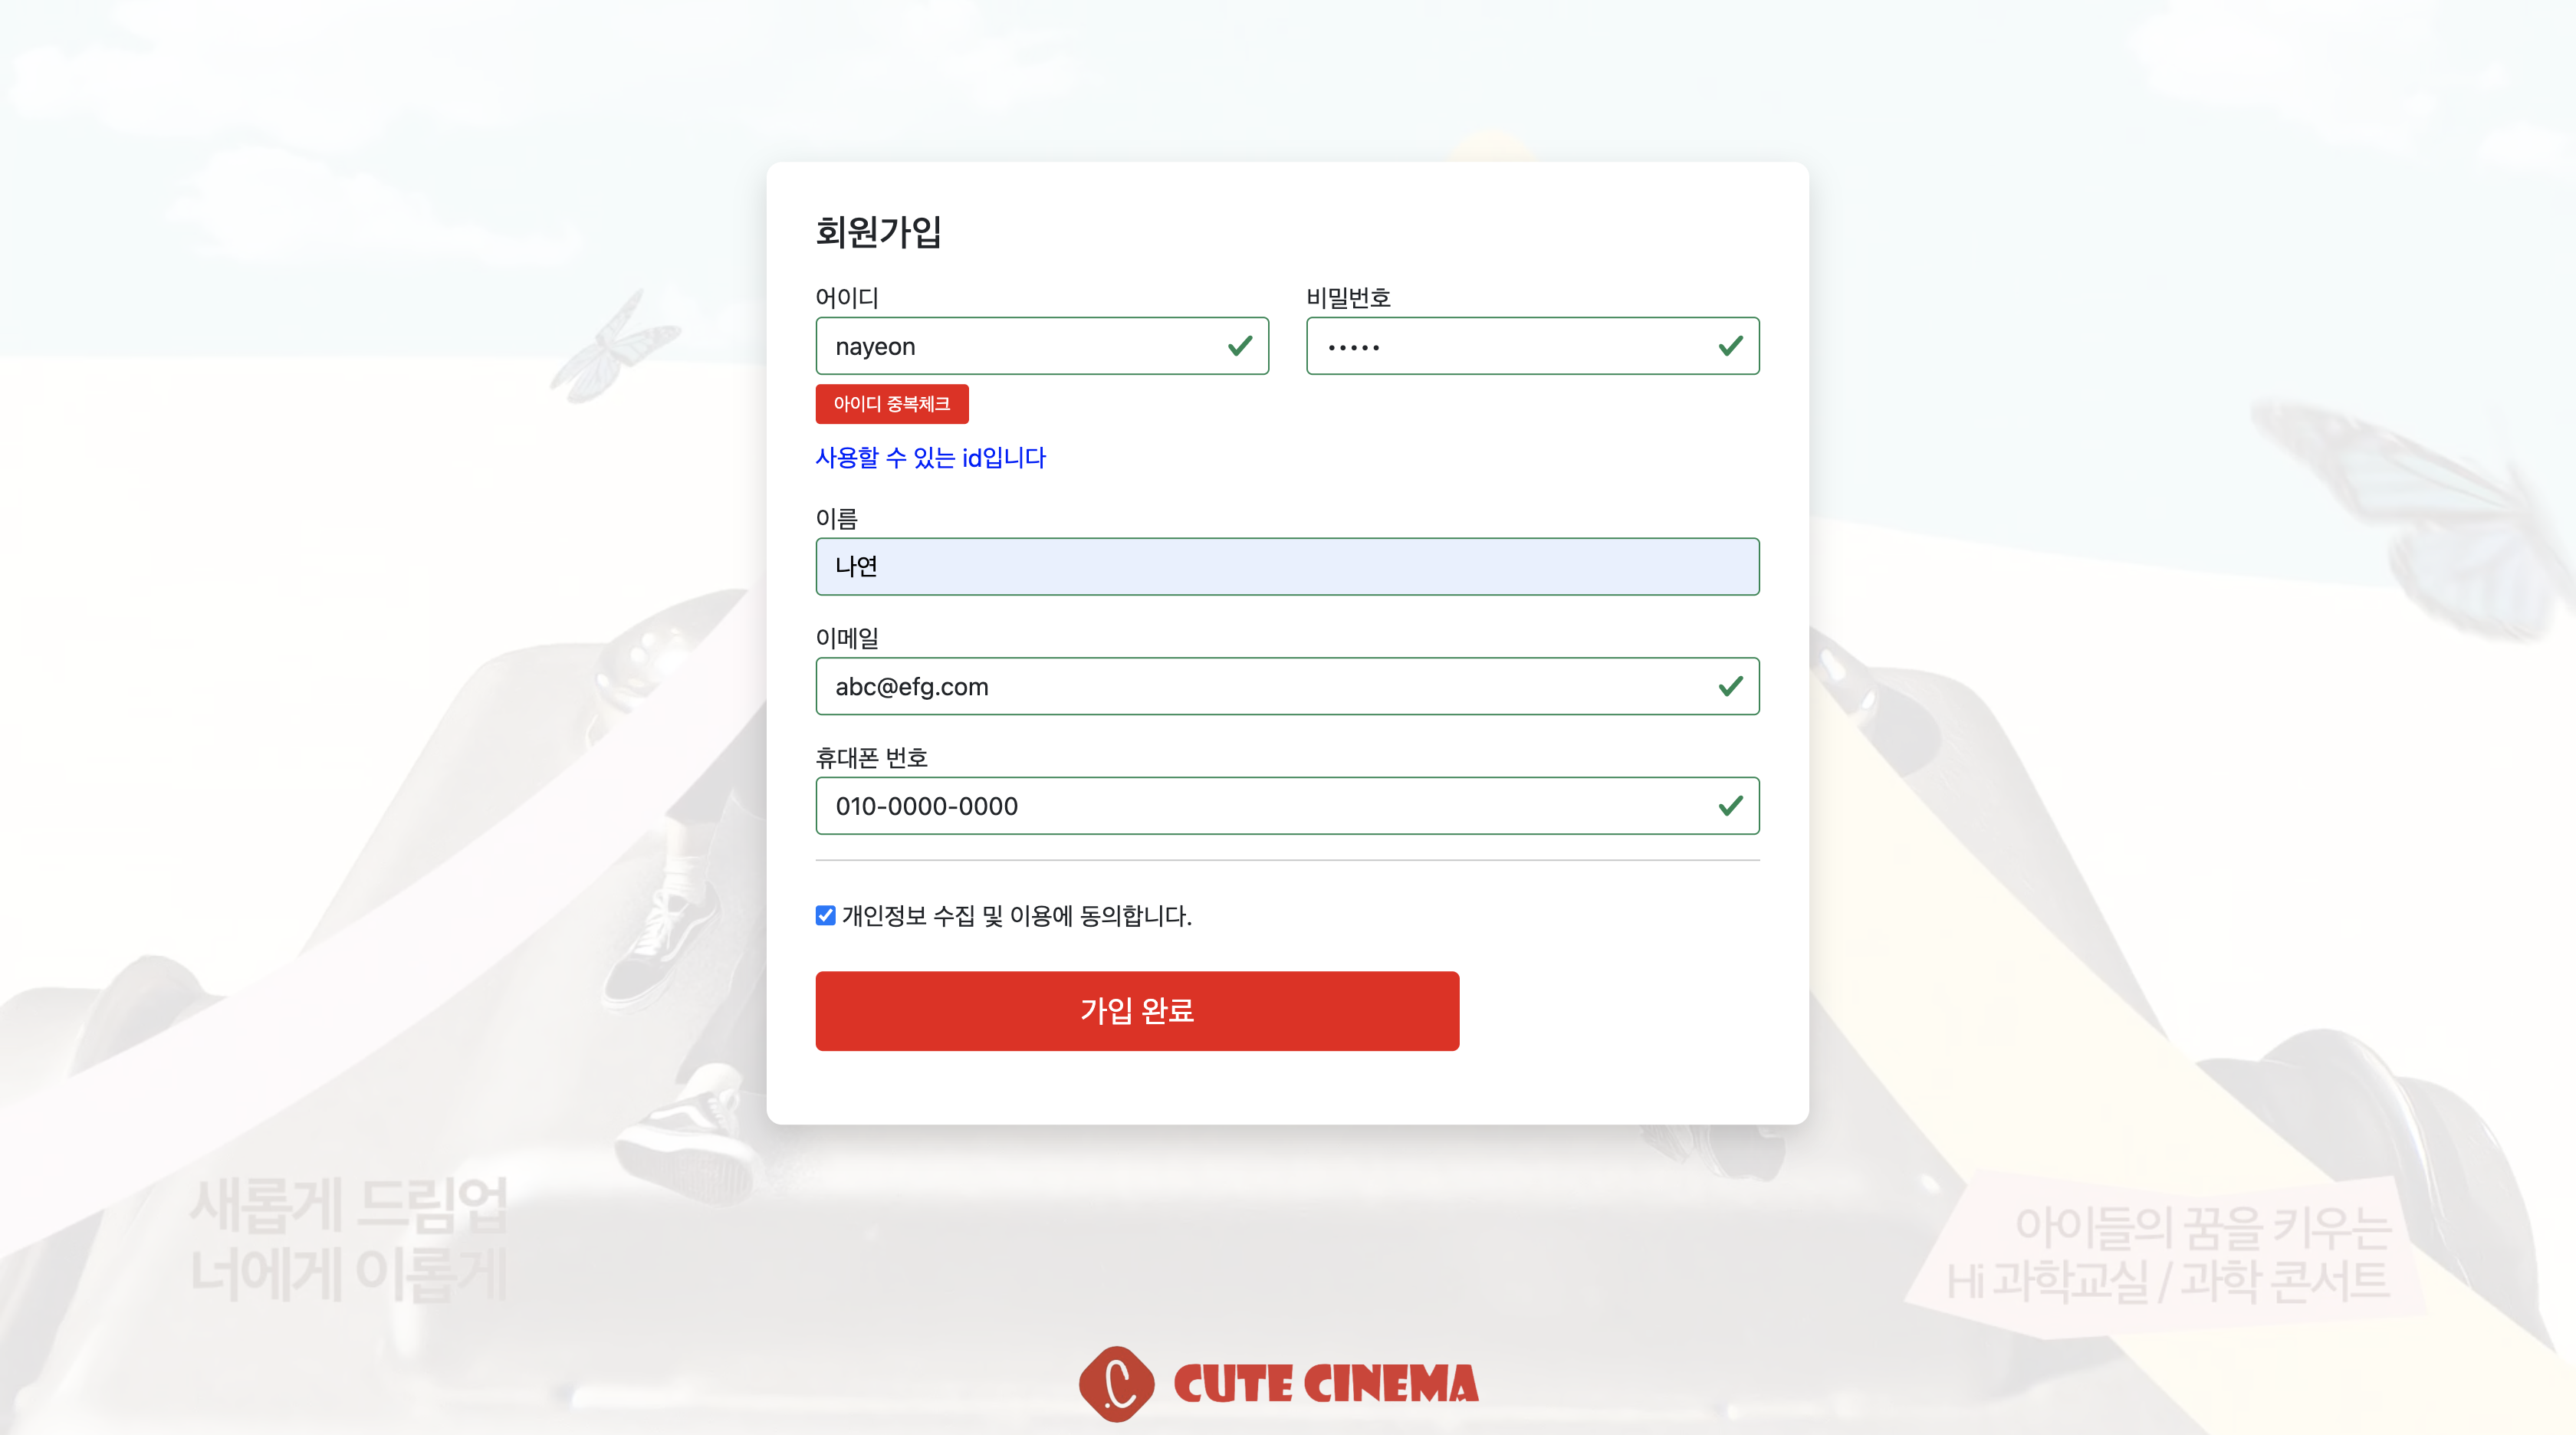 회원가입
어이디
비밀번호
nayeon
•••••
아이디 중복체크
사용할 수 있는 id입니다
이름
나연
이메일
abc@efg.com
휴대폰 번호
010-0000-0000
개인정보 수집 및 이용에 동의합니다.
가입 완료
새롭게 드림업
너에게 이롭게
아이들의 꿈을 키우는
Hi 과학교실 / 과학 콘서트
C CUTE CINEMA